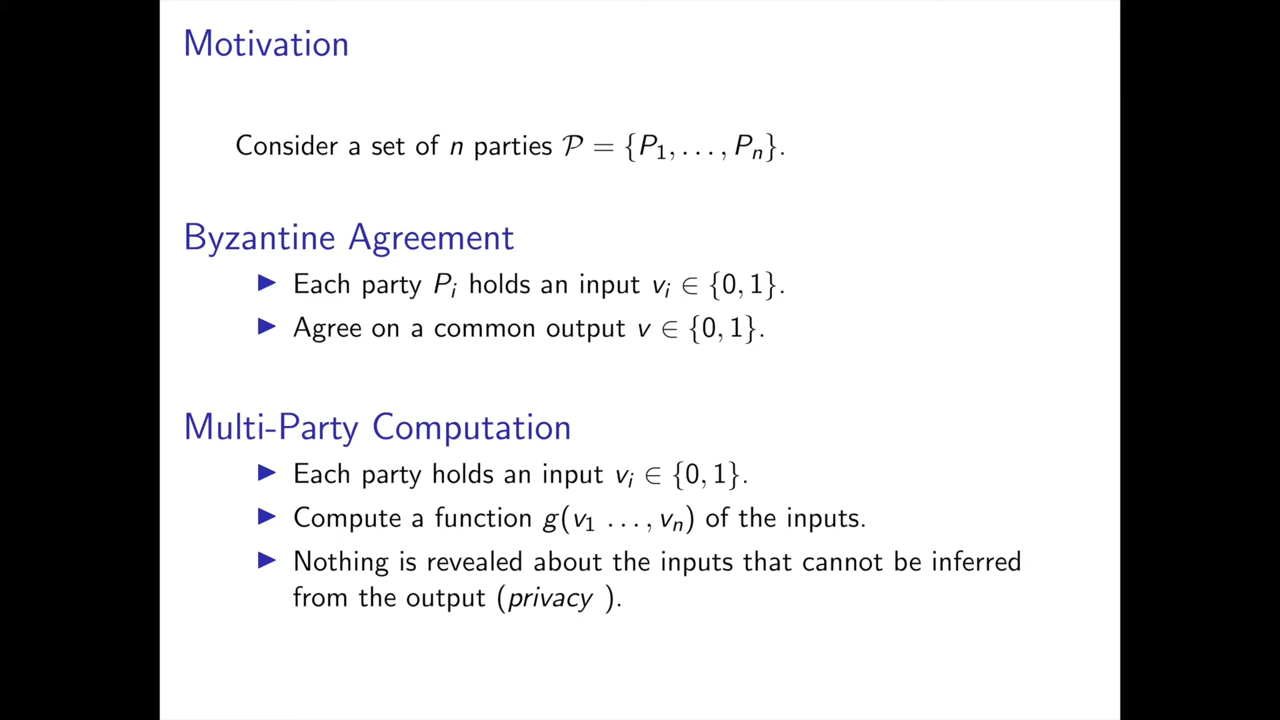 Motivation
Consider a set of n parties 𝒫 = {P₁, . . . , Pₙ}.
Byzantine Agreement
▶ Each party Pᵢ holds an input vᵢ ∈ {0, 1}.
▶ Agree on a common output v ∈ {0, 1}.
Multi-Party Computation
▶ Each party holds an input vᵢ ∈ {0, 1}.
▶ Compute a function g(v₁ . . . , vₙ) of the inputs.
▶ Nothing is revealed about the inputs that cannot be inferred
from the output (privacy ).